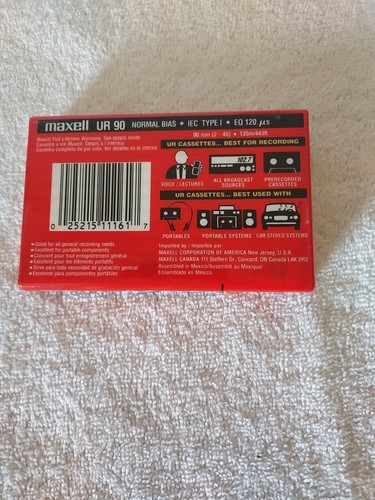 maxell UR 90 NORMAL BIAS • IEC TYPE I • EQ 120 µs
90 min (2 x 45) • 135m/443ft
Maxell Full Lifetime Warranty. See details inside.
Garantie à vie Maxell. Détails à l'intérieur.
Garantía completa de por vida. Ver detalles en el interior.
UR CASSETTES... BEST FOR RECORDING
102.7
VOICE / LECTURES
ALL BROADCAST SOURCES
PRERECORDED CASSETTES
UR CASSETTES... BEST USED WITH
PORTABLES
PORTABLE SYSTEMS
CAR STEREO SYSTEMS
0 25215 11161 7
• Good for all general recording needs
• Excellent for portable components
• Convient pour tout enregistrement général
• Excellent pour les éléments portatifs
• Sirve para toda necesidad de grabación general
• Excelente para componentes portátiles
Imported by / Importée par:
MAXELL CORPORATION OF AMERICA New Jersey, U.S.A.
MAXELL CANADA 111 Staffern Dr., Concord, ON Canada L4K 2R2
Assembled in Mexico/Assemblé au Mexique/
Ensamblado en México